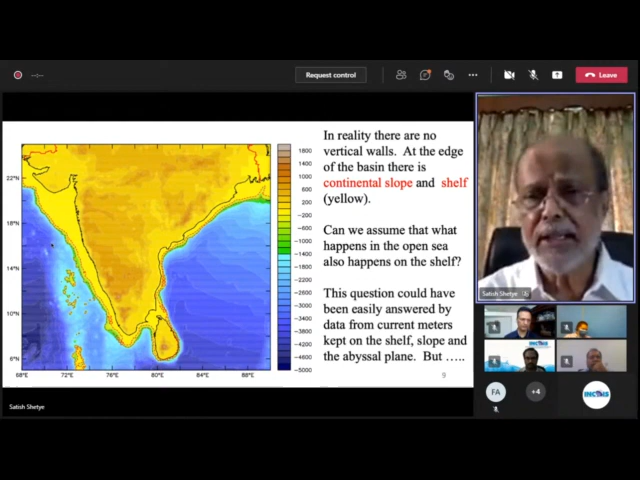 Request control
Leave
1800
1400
1000
600
200
-200
-600
-1000
-1400
-1800
-2200
-2600
-3000
-3400
-3800
-4200
-4600
-5000
22°N
18°N
14°N
10°N
6°N
68°E
72°E
76°E
80°E
84°E
88°E
In reality there are no
vertical walls. At the edge
of the basin there is
continental slope and shelf
(yellow).
Can we assume that what
happens in the open sea
also happens on the shelf?
This question could have
been easily answered by
data from current meters
kept on the shelf, slope and
the abyssal plane. But …..
9
Satish Shetye
Satish Shetye
FA
+4
INCOIS